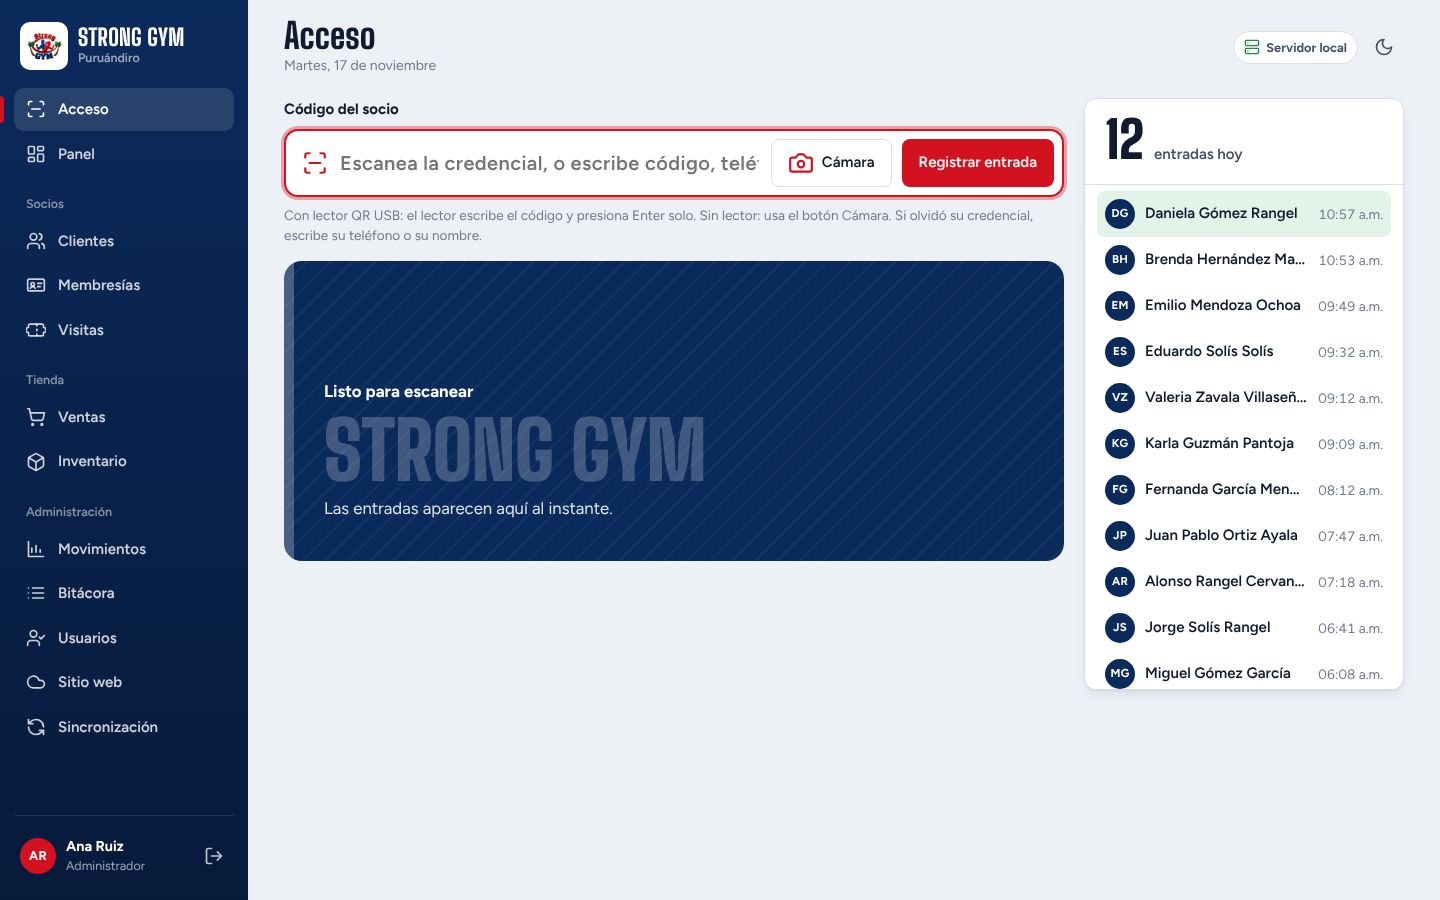 STRONG GYM
STRONG GYM
Puruándiro
Acceso
Panel
Socios
Clientes
Membresías
Visitas
Tienda
Ventas
Inventario
Administración
Movimientos
Bitácora
Usuarios
Sitio web
Sincronización
AR
Ana Ruiz
Administrador
Acceso
Martes, 17 de noviembre
Servidor local
Código del socio
Escanea la credencial, o escribe código, telé
Cámara
Registrar entrada
Con lector QR USB: el lector escribe el código y presiona Enter solo. Sin lector: usa el botón Cámara. Si olvidó su credencial,
escribe su teléfono o su nombre.
Listo para escanear
STRONG GYM
Las entradas aparecen aquí al instante.
12 entradas hoy
DG Daniela Gómez Rangel 10:57 a.m.
BH Brenda Hernández Ma... 10:53 a.m.
EM Emilio Mendoza Ochoa 09:49 a.m.
ES Eduardo Solís Solís 09:32 a.m.
VZ Valeria Zavala Villaseñ... 09:12 a.m.
KG Karla Guzmán Pantoja 09:09 a.m.
FG Fernanda García Men... 08:12 a.m.
JP Juan Pablo Ortiz Ayala 07:47 a.m.
AR Alonso Rangel Cervan... 07:18 a.m.
JS Jorge Solís Rangel 06:41 a.m.
MG Miguel Gómez García 06:08 a.m.